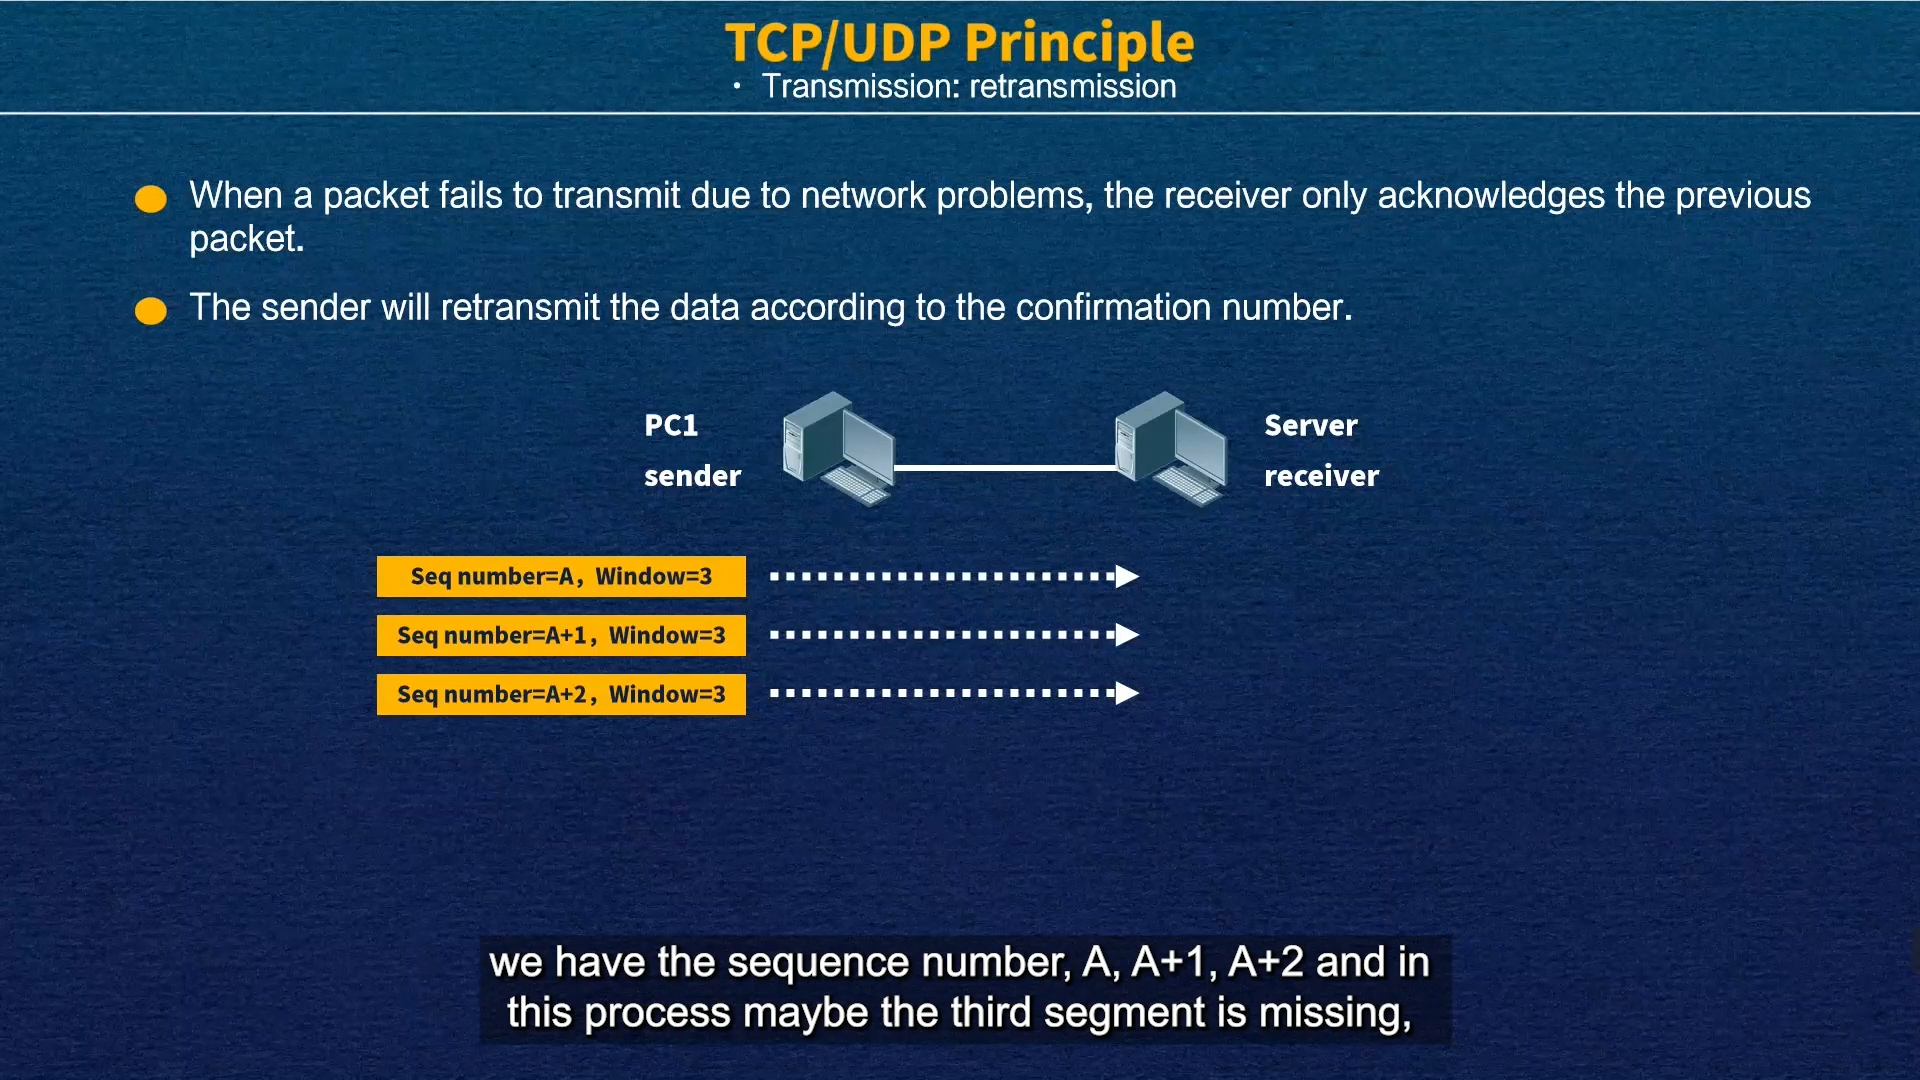 TCP/UDP Principle
• Transmission: retransmission
When a packet fails to transmit due to network problems, the receiver only acknowledges the previous
packet.
The sender will retransmit the data according to the confirmation number.
PC1
sender
Server
receiver
Seq number=A，Window=3
Seq number=A+1，Window=3
Seq number=A+2，Window=3
we have the sequence number, A, A+1, A+2 and in
this process maybe the third segment is missing,